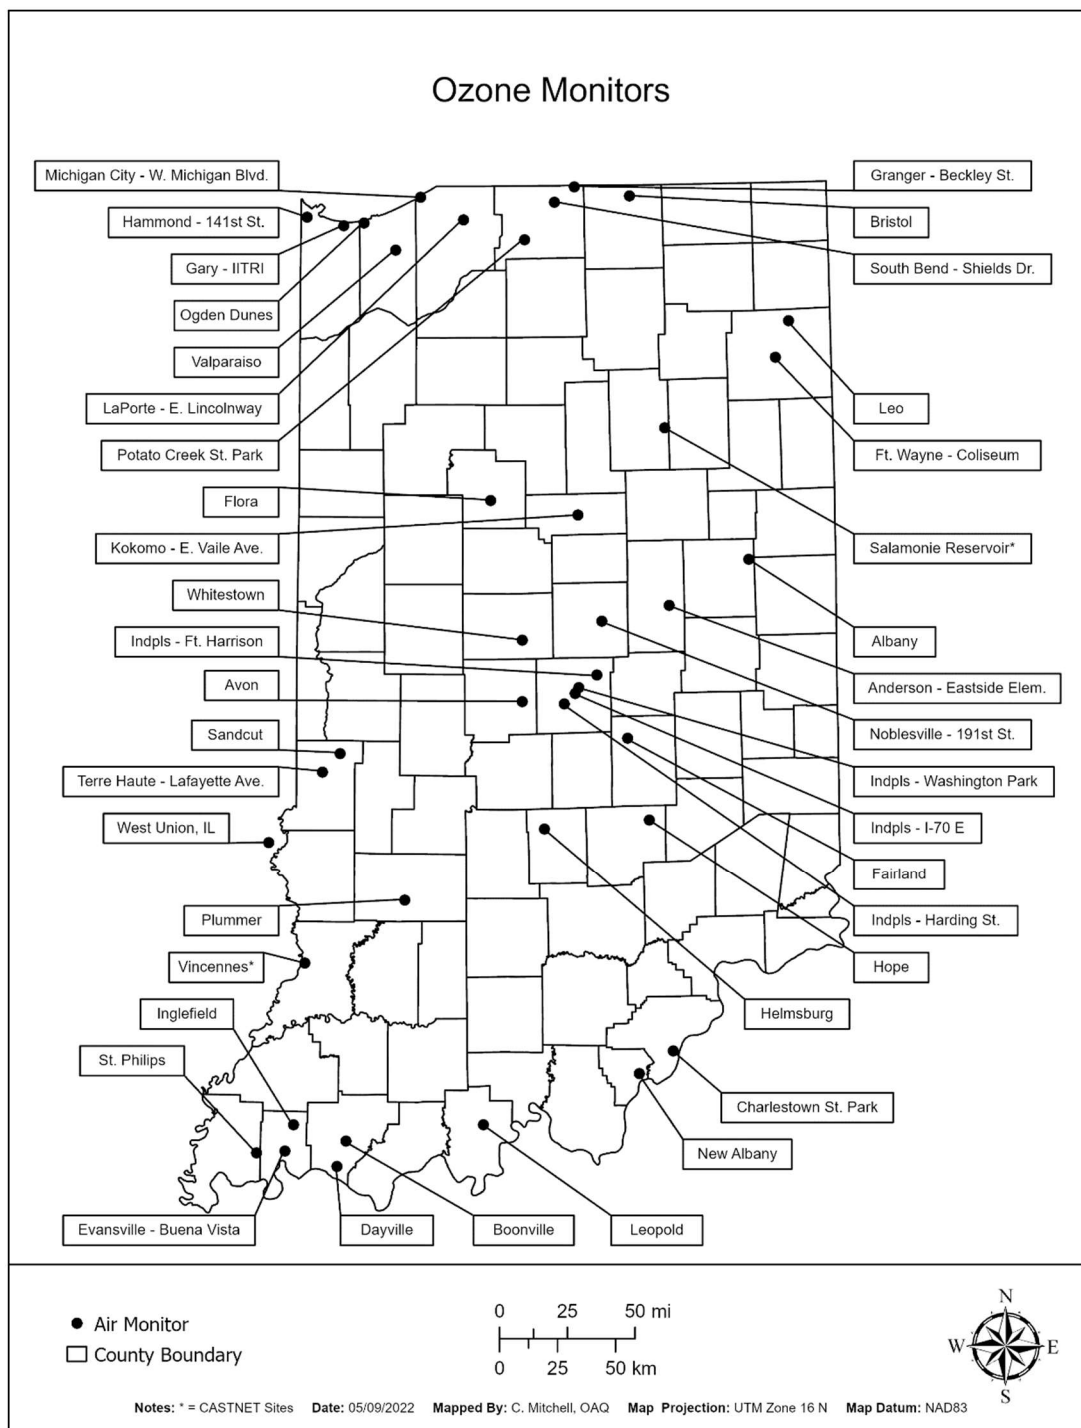 Ozone Monitors
Michigan City - W. Michigan Blvd.
Hammond - 141st St.
Gary - IITRI
Ogden Dunes
Valparaiso
LaPorte - E. Lincolnway
Potato Creek St. Park
Flora
Kokomo - E. Vaile Ave.
Whitestown
Indpls - Ft. Harrison
Avon
Sandcut
Terre Haute - Lafayette Ave.
West Union, IL
Plummer
Vincennes*
Inglefield
St. Philips
Evansville - Buena Vista
Dayville
Boonville
Leopold
Granger - Beckley St.
Bristol
South Bend - Shields Dr.
Leo
Ft. Wayne - Coliseum
Salamonie Reservoir*
Albany
Anderson - Eastside Elem.
Noblesville - 191st St.
Indpls - Washington Park
Indpls - I-70 E
Fairland
Indpls - Harding St.
Hope
Helmsburg
Charlestown St. Park
New Albany
Air Monitor
County Boundary
0 25 50 mi
0 25 50 km
N
W E
S
Notes: * = CASTNET Sites Date: 05/09/2022 Mapped By: C. Mitchell, OAQ Map Projection: UTM Zone 16 N Map Datum: NAD83